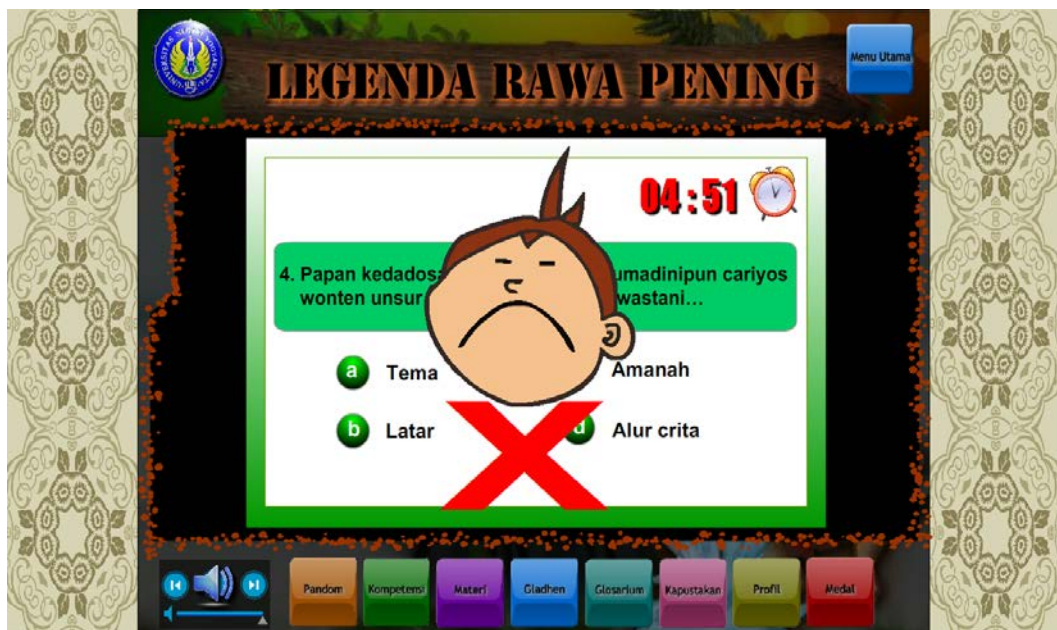 Menu Utama
LEGENDA RAWA PENING
04:51
4. Papan kedados umadinipun cariyos
wonten unsur wastani...
a Tema
Amanah
b Latar
d Alur crita
Pandom Kompetensi Materi Gladhen Glosarium Kapustakan Profil Medal